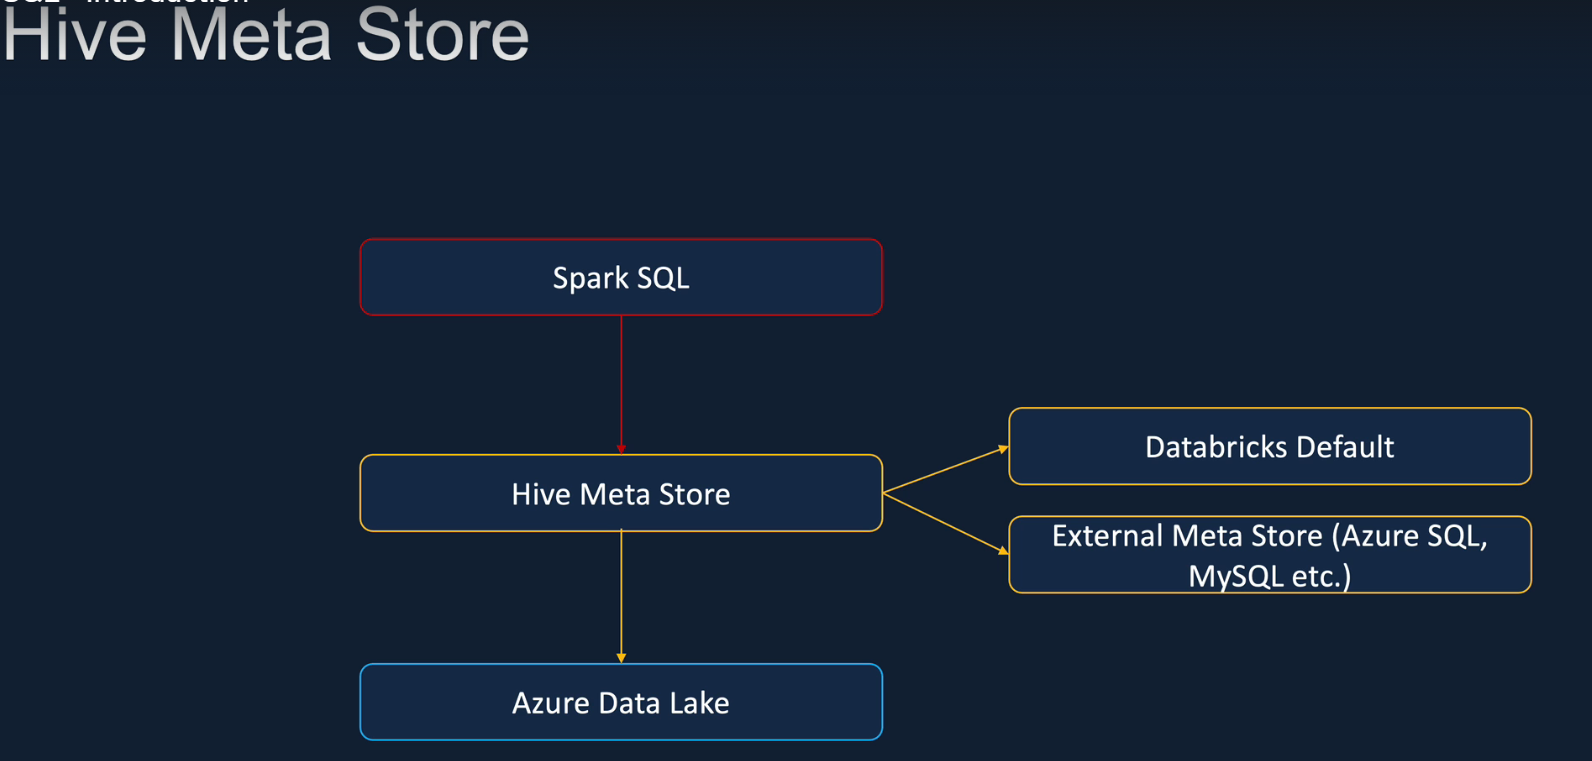 Introduction
Hive Meta Store
Spark SQL
Databricks Default
Hive Meta Store
External Meta Store (Azure SQL,
MySQL etc.)
Azure Data Lake